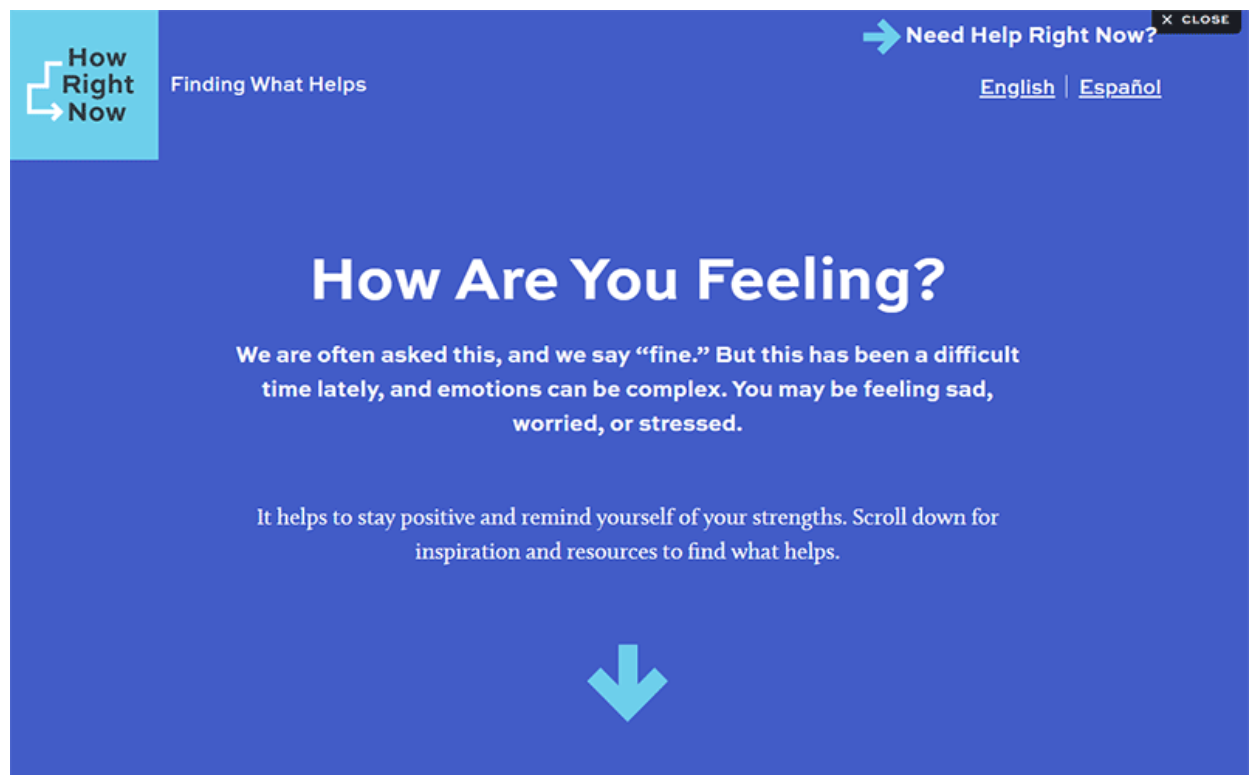 How
Right
Now
Finding What Helps
Need Help Right Now?
X CLOSE
English | Español
How Are You Feeling?
We are often asked this, and we say “fine.” But this has been a difficult
time lately, and emotions can be complex. You may be feeling sad,
worried, or stressed.
It helps to stay positive and remind yourself of your strengths. Scroll down for
inspiration and resources to find what helps.